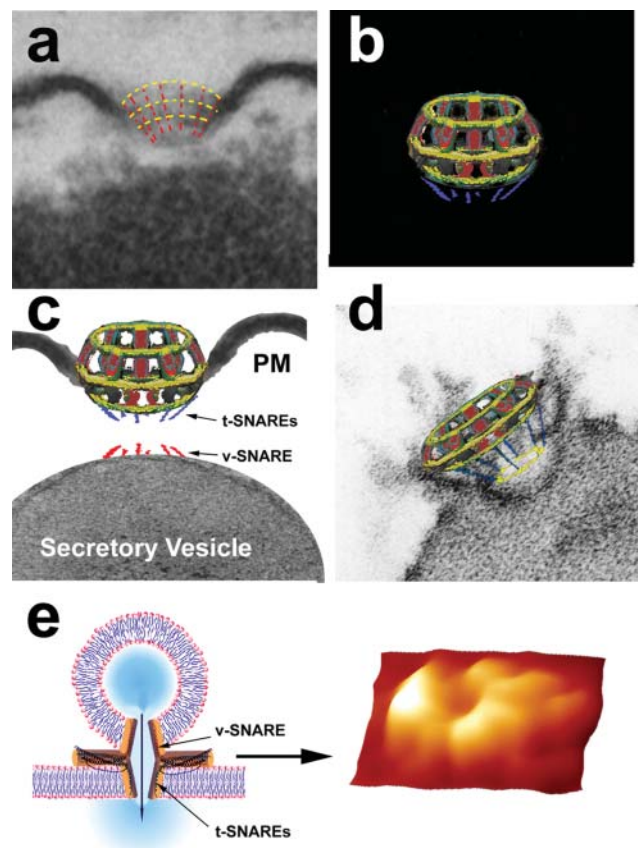 a
b
c
PM
t-SNAREs
v-SNARE
Secretory Vesicle
d
e
v-SNARE
t-SNAREs